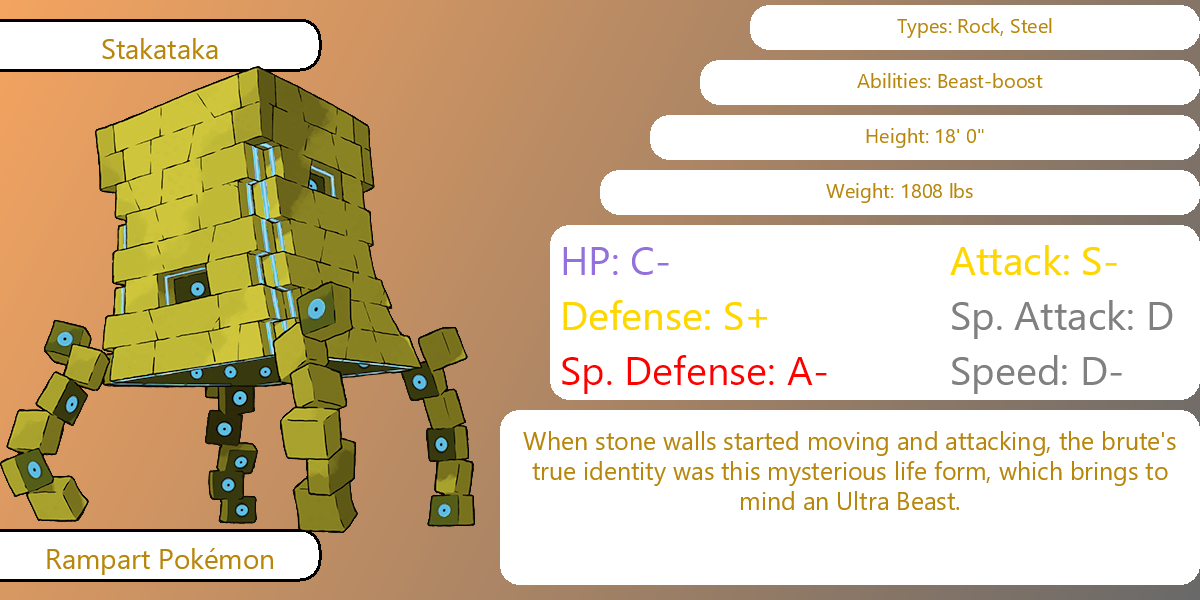 Stakataka
Types: Rock, Steel
Abilities: Beast-boost
Height: 18' 0"
Weight: 1808 lbs
HP: C-
Attack: S-
Defense: S+
Sp. Attack: D
Sp. Defense: A-
Speed: D-
When stone walls started moving and attacking, the brute's
true identity was this mysterious life form, which brings to
mind an Ultra Beast.
Rampart Pokémon